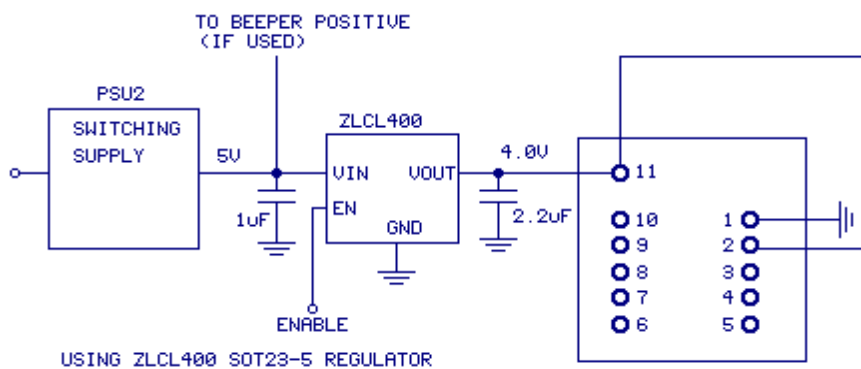 TO BEEPER POSITIVE
(IF USED)
PSU2
SWITCHING
SUPPLY
5V
1uF
ZLCL400
VIN
VOUT
EN
GND
ENABLE
4.0V
2.2uF
11
10
9
8
7
6
1
2
3
4
5
USING ZLCL400 SOT23-5 REGULATOR